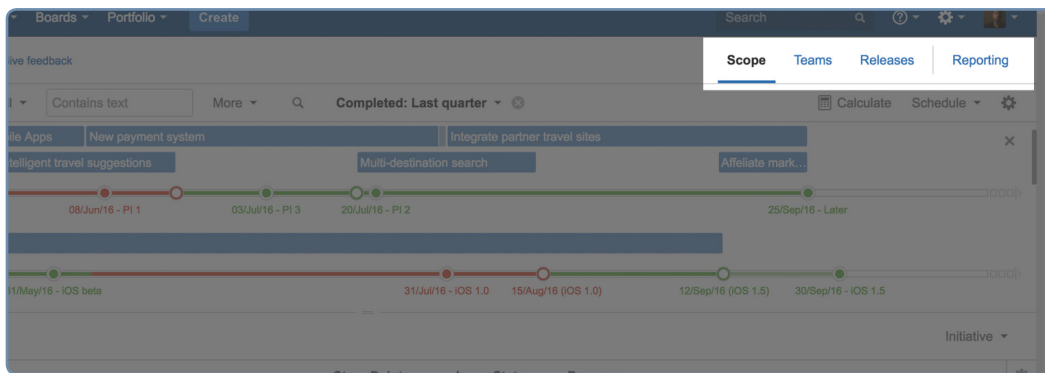 Boards Portfolio Create Search
ive feedback Scope Teams Releases Reporting
Contains text More Completed: Last quarter Calculate Schedule
ile Apps New payment system Integrate partner travel sites
telligent travel suggestions Multi-destination search Affiliate mark...
08/Jun/16 - PI 1 03/Jul/16 - PI 3 20/Jul/16 - PI 2 25/Sep/16 - Later
31/May/16 - iOS beta 31/Jul/16 - iOS 1.0 15/Aug/16 (iOS 1.0) 12/Sep/16 (iOS 1.5) 30/Sep/16 - iOS 1.5
Initiative